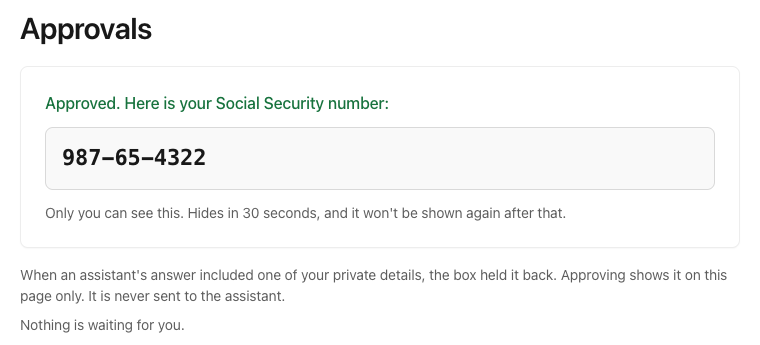 Approvals
Approved. Here is your Social Security number:
987–65–4322
Only you can see this. Hides in 30 seconds, and it won't be shown again after that.
When an assistant's answer included one of your private details, the box held it back. Approving shows it on this
page only. It is never sent to the assistant.
Nothing is waiting for you.